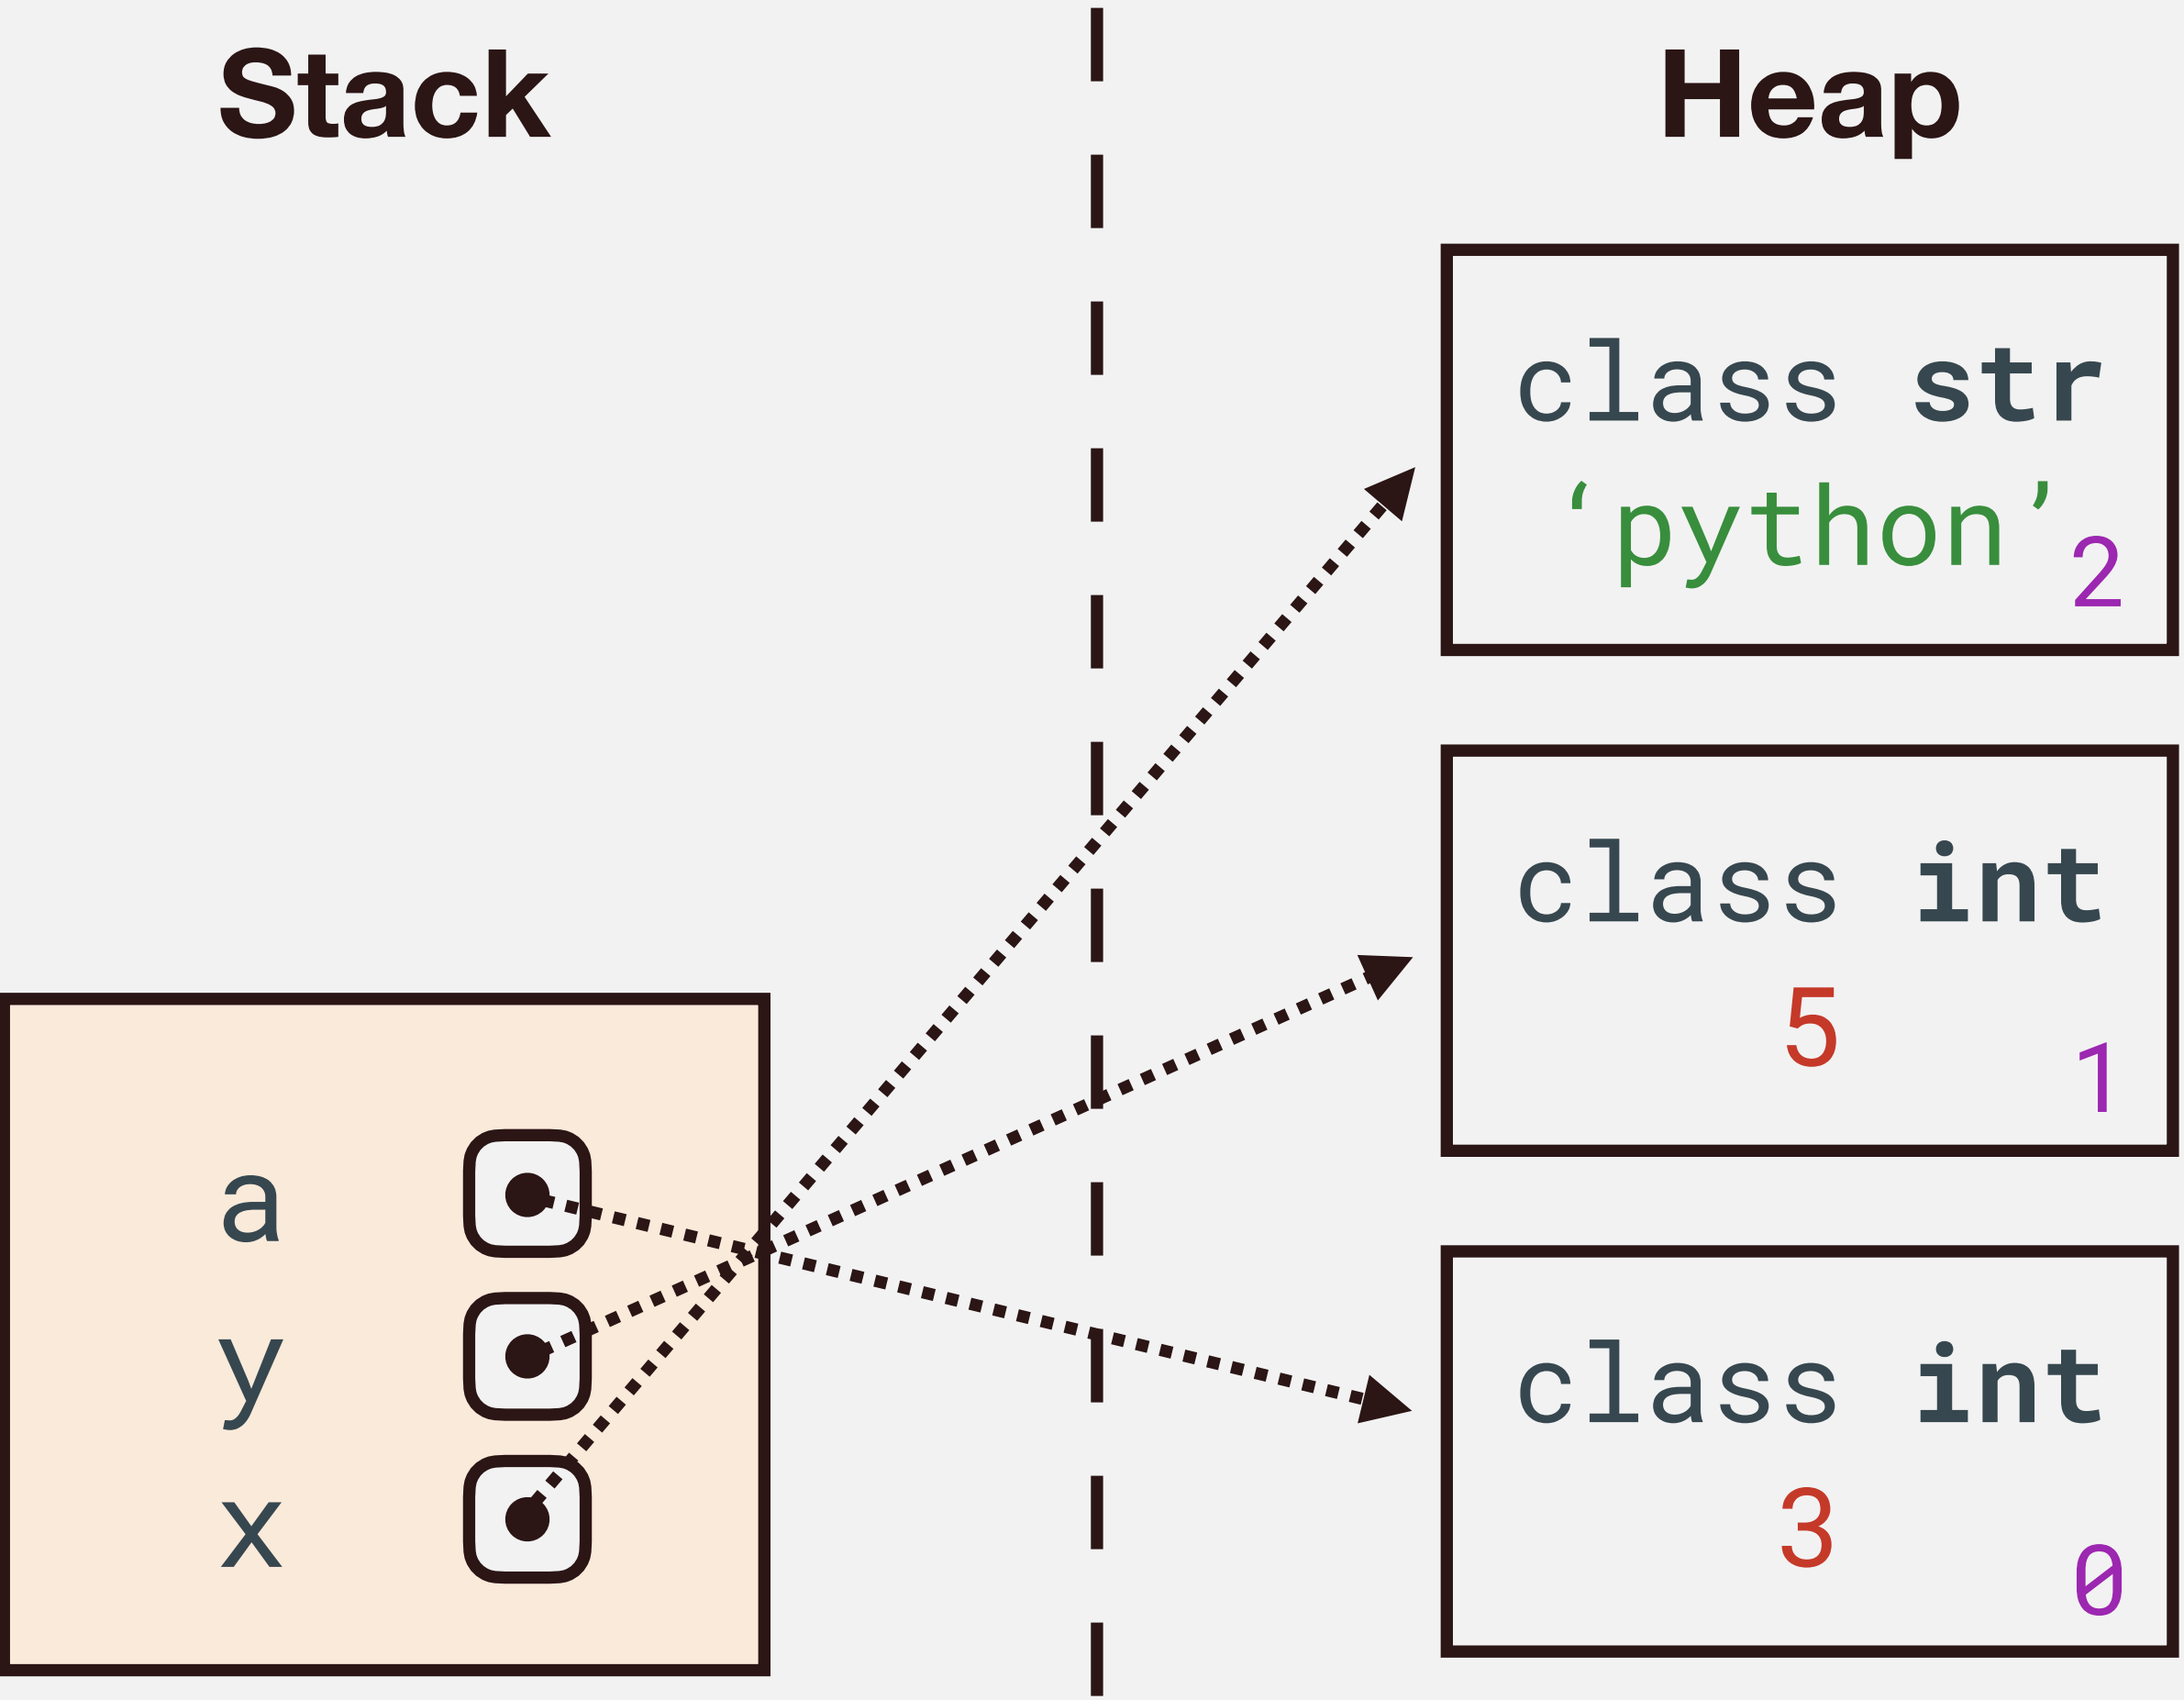 Stack
Heap
class str
‘python’
2
class int
5
1
a
y
x
class int
3
0